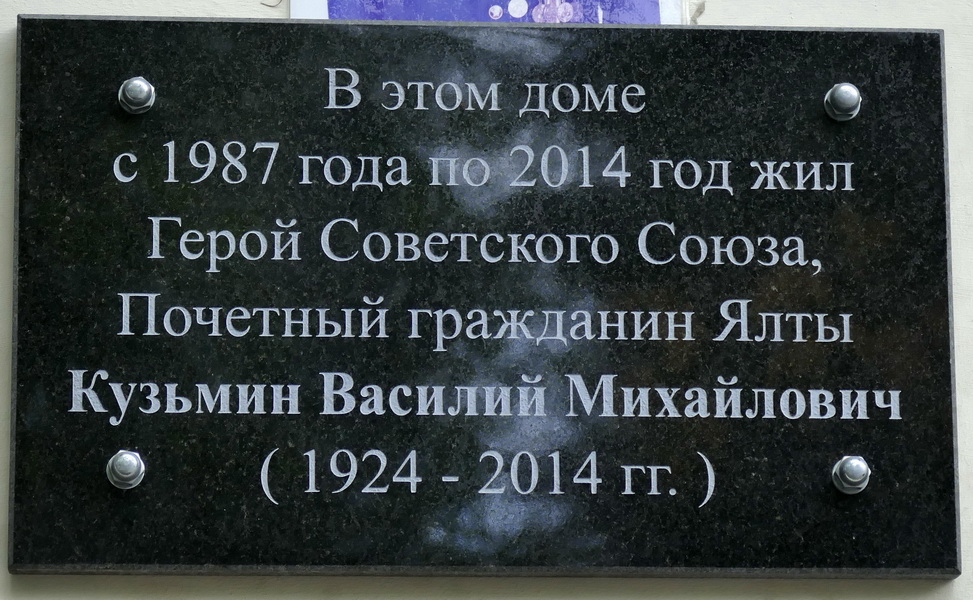 В этом доме
с 1987 года по 2014 год жил
Герой Советского Союза,
Почетный гражданин Ялты
Кузьмин Василий Михайлович
( 1924 - 2014 гг. )